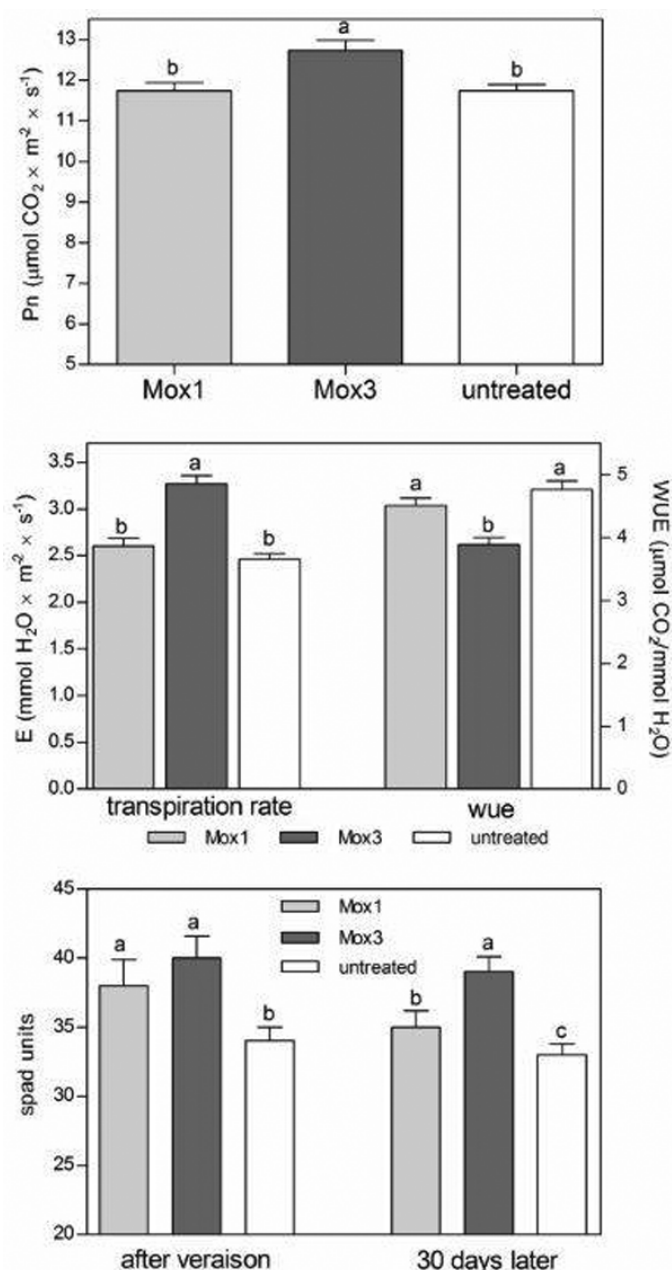 Pn (μmol CO₂ × m⁻² × s⁻¹)
13
12
11
10
9
8
7
6
5
b
a
b
Mox1
Mox3
untreated
E (mmol H₂O × m⁻² × s⁻¹)
3.5
3.0
2.5
2.0
1.5
1.0
0.5
0.0
b
a
b
a
b
a
5
4
3
2
1
0
WUE (μmol CO₂/mmol H₂O)
transpiration rate
wue
Mox1
Mox3
untreated
spad units
45
40
35
30
25
20
Mox1
Mox3
untreated
a
a
b
b
a
c
after veraison
30 days later